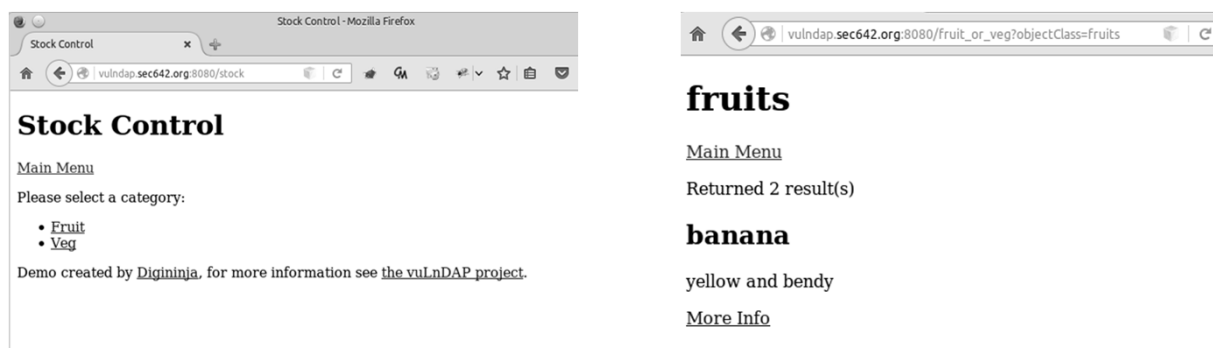 Stock Control - Mozilla Firefox
Stock Control
vulndap.sec642.org:8080/stock
Stock Control
Main Menu
Please select a category:
• Fruit
• Veg
Demo created by Digininja, for more information see the vuLnDAP project.
vulndap.sec642.org:8080/fruit_or_veg?objectClass=fruits
fruits
Main Menu
Returned 2 result(s)
banana
yellow and bendy
More Info